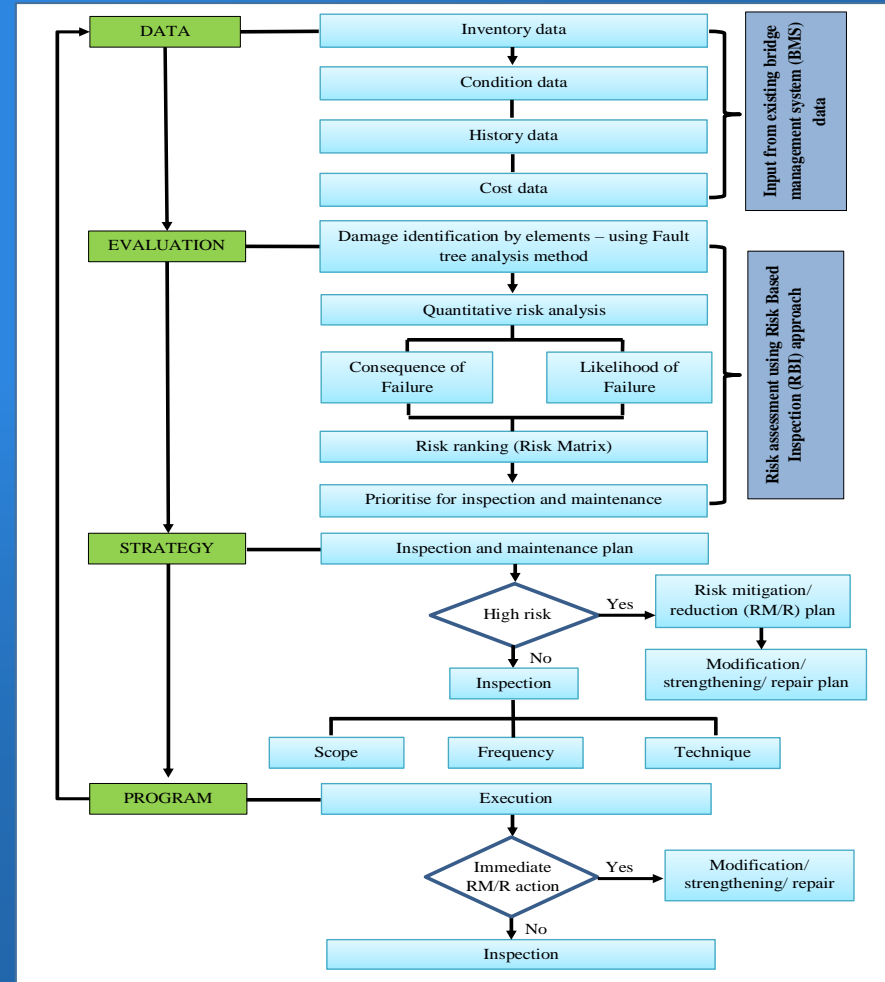 DATA
Inventory data
Condition data
History data
Cost data
Input from existing bridge
management system (BMS)
data
EVALUATION
Damage identification by elements – using Fault
tree analysis method
Quantitative risk analysis
Consequence of
Failure
Likelihood of
Failure
Risk ranking (Risk Matrix)
Prioritise for inspection and maintenance
Risk assessment using Risk Based
Inspection (RBI) approach
STRATEGY
Inspection and maintenance plan
High risk
Yes
Risk mitigation/
reduction (RM/R) plan
Modification/
strengthening/ repair plan
No
Inspection
Scope
Frequency
Technique
PROGRAM
Execution
Immediate
RM/R action
Yes
Modification/
strengthening/ repair
No
Inspection